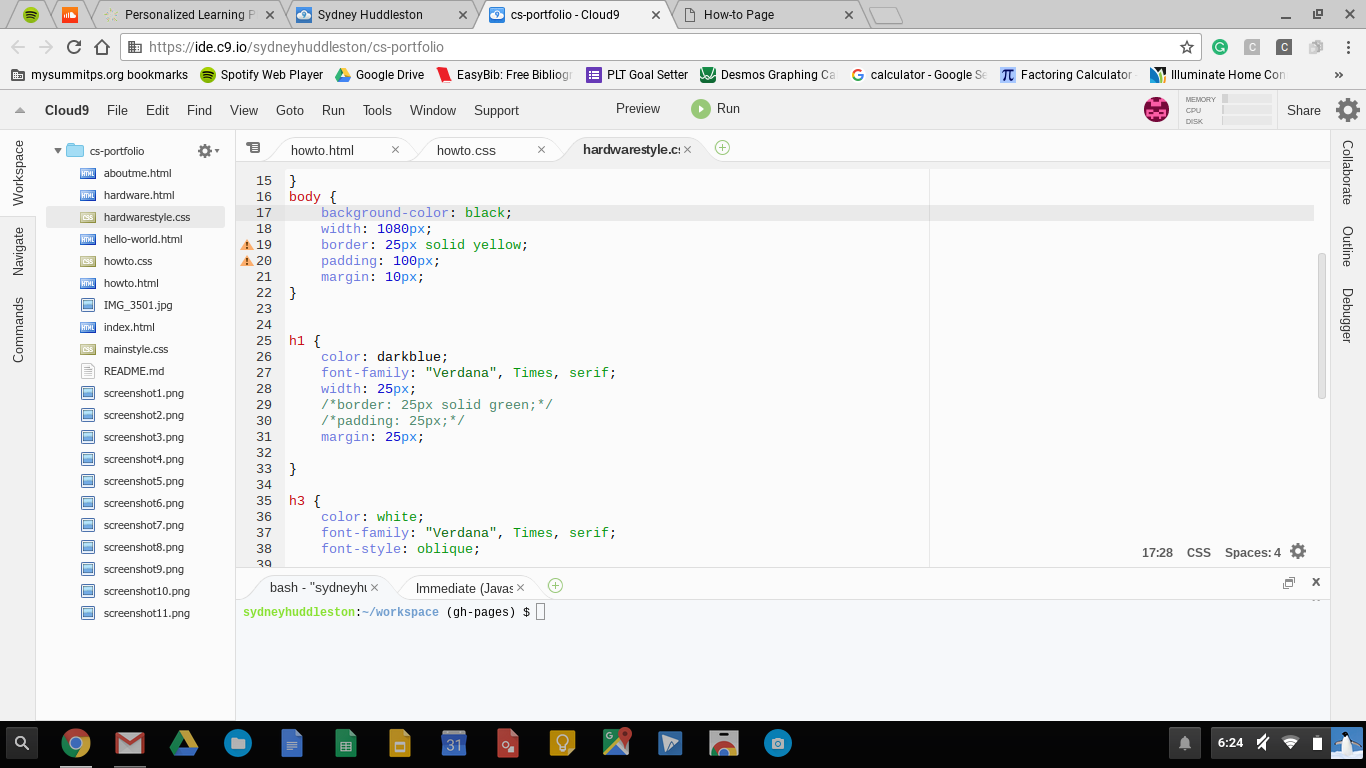 Personalized Learning P
Sydney Huddleston
cs-portfolio - Cloud9
How-to Page
https://ide.c9.io/sydneyhuddleston/cs-portfolio
mysummitps.org bookmarks
Spotify Web Player
Google Drive
EasyBib: Free Bibliogr
PLT Goal Setter
Desmos Graphing Ca
calculator - Google Se
Factoring Calculator -
Illuminate Home Con
»
Cloud9 File Edit Find View Goto Run Tools Window Support
Preview Run
MEMORY
CPU
DISK
Share
Workspace
Navigate
Commands
cs-portfolio
aboutme.html
hardware.html
hardwarestyle.css
hello-world.html
howto.css
howto.html
IMG_3501.jpg
index.html
mainstyle.css
README.md
screenshot1.png
screenshot2.png
screenshot3.png
screenshot4.png
screenshot5.png
screenshot6.png
screenshot7.png
screenshot8.png
screenshot9.png
screenshot10.png
screenshot11.png
howto.html howto.css hardwarestyle.cs
15 }
16 body {
17 background-color: black;
18 width: 1080px;
19 border: 25px solid yellow;
20 padding: 100px;
21 margin: 10px;
22 }
23
24
25 h1 {
26 color: darkblue;
27 font-family: "Verdana", Times, serif;
28 width: 25px;
29 /*border: 25px solid green;*/
30 /*padding: 25px;*/
31 margin: 25px;
32
33 }
34
35 h3 {
36 color: white;
37 font-family: "Verdana", Times, serif;
38 font-style: oblique;
39
17:28 CSS Spaces: 4
Collaborate
Outline
Debugger
bash - "sydneyhu
Immediate (Javas
sydneyhuddleston:~/workspace (gh-pages) $
31
6:24